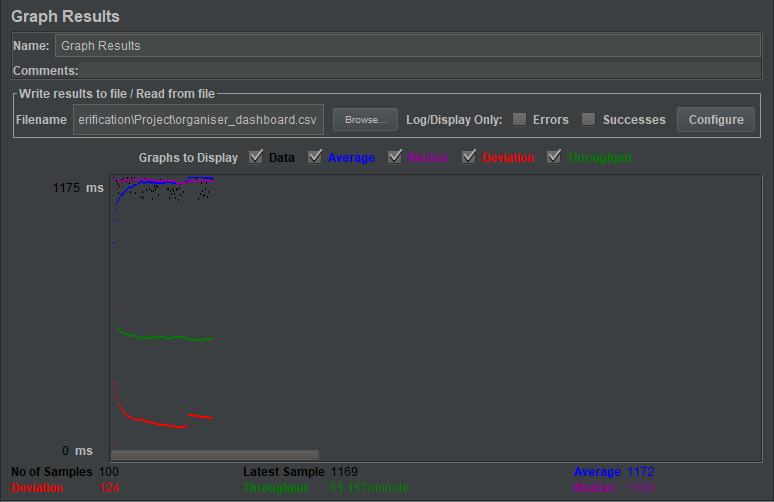 Graph Results
Name: Graph Results
Comments:
Write results to file / Read from file
Filename erification\Project\organiser_dashboard.csv Browse... Log/Display Only: Errors Successes Configure
Graphs to Display Data Average Median Deviation Throughput
1175 ms
0 ms
No of Samples 100 Latest Sample 1169 Average 1172
Deviation 124 Throughput 51.157/minute Median